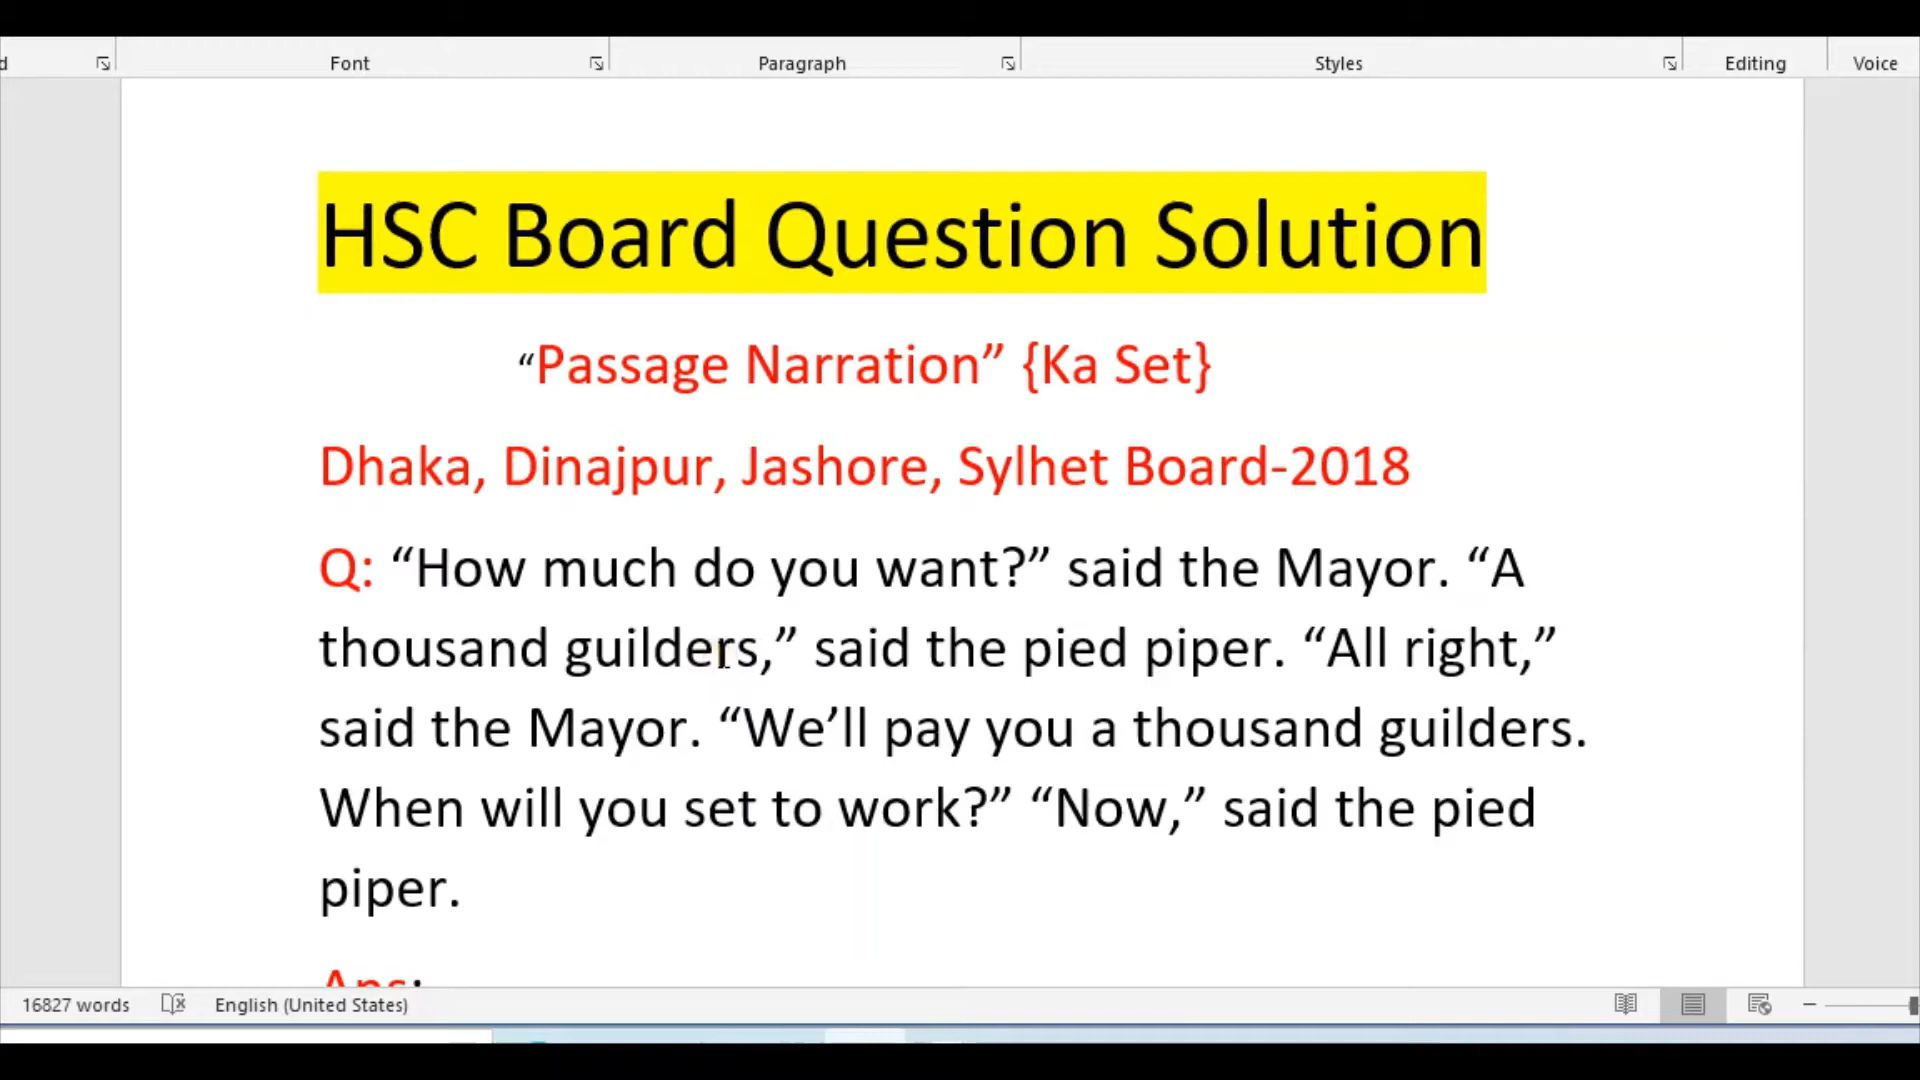 Font Paragraph Styles Editing Voice
HSC Board Question Solution
“Passage Narration” {Ka Set}
Dhaka, Dinajpur, Jashore, Sylhet Board-2018
Q: “How much do you want?” said the Mayor. “A
thousand guilders,” said the pied piper. “All right,”
said the Mayor. “We’ll pay you a thousand guilders.
When will you set to work?” “Now,” said the pied
piper.
Ans:
16827 words English (United States)